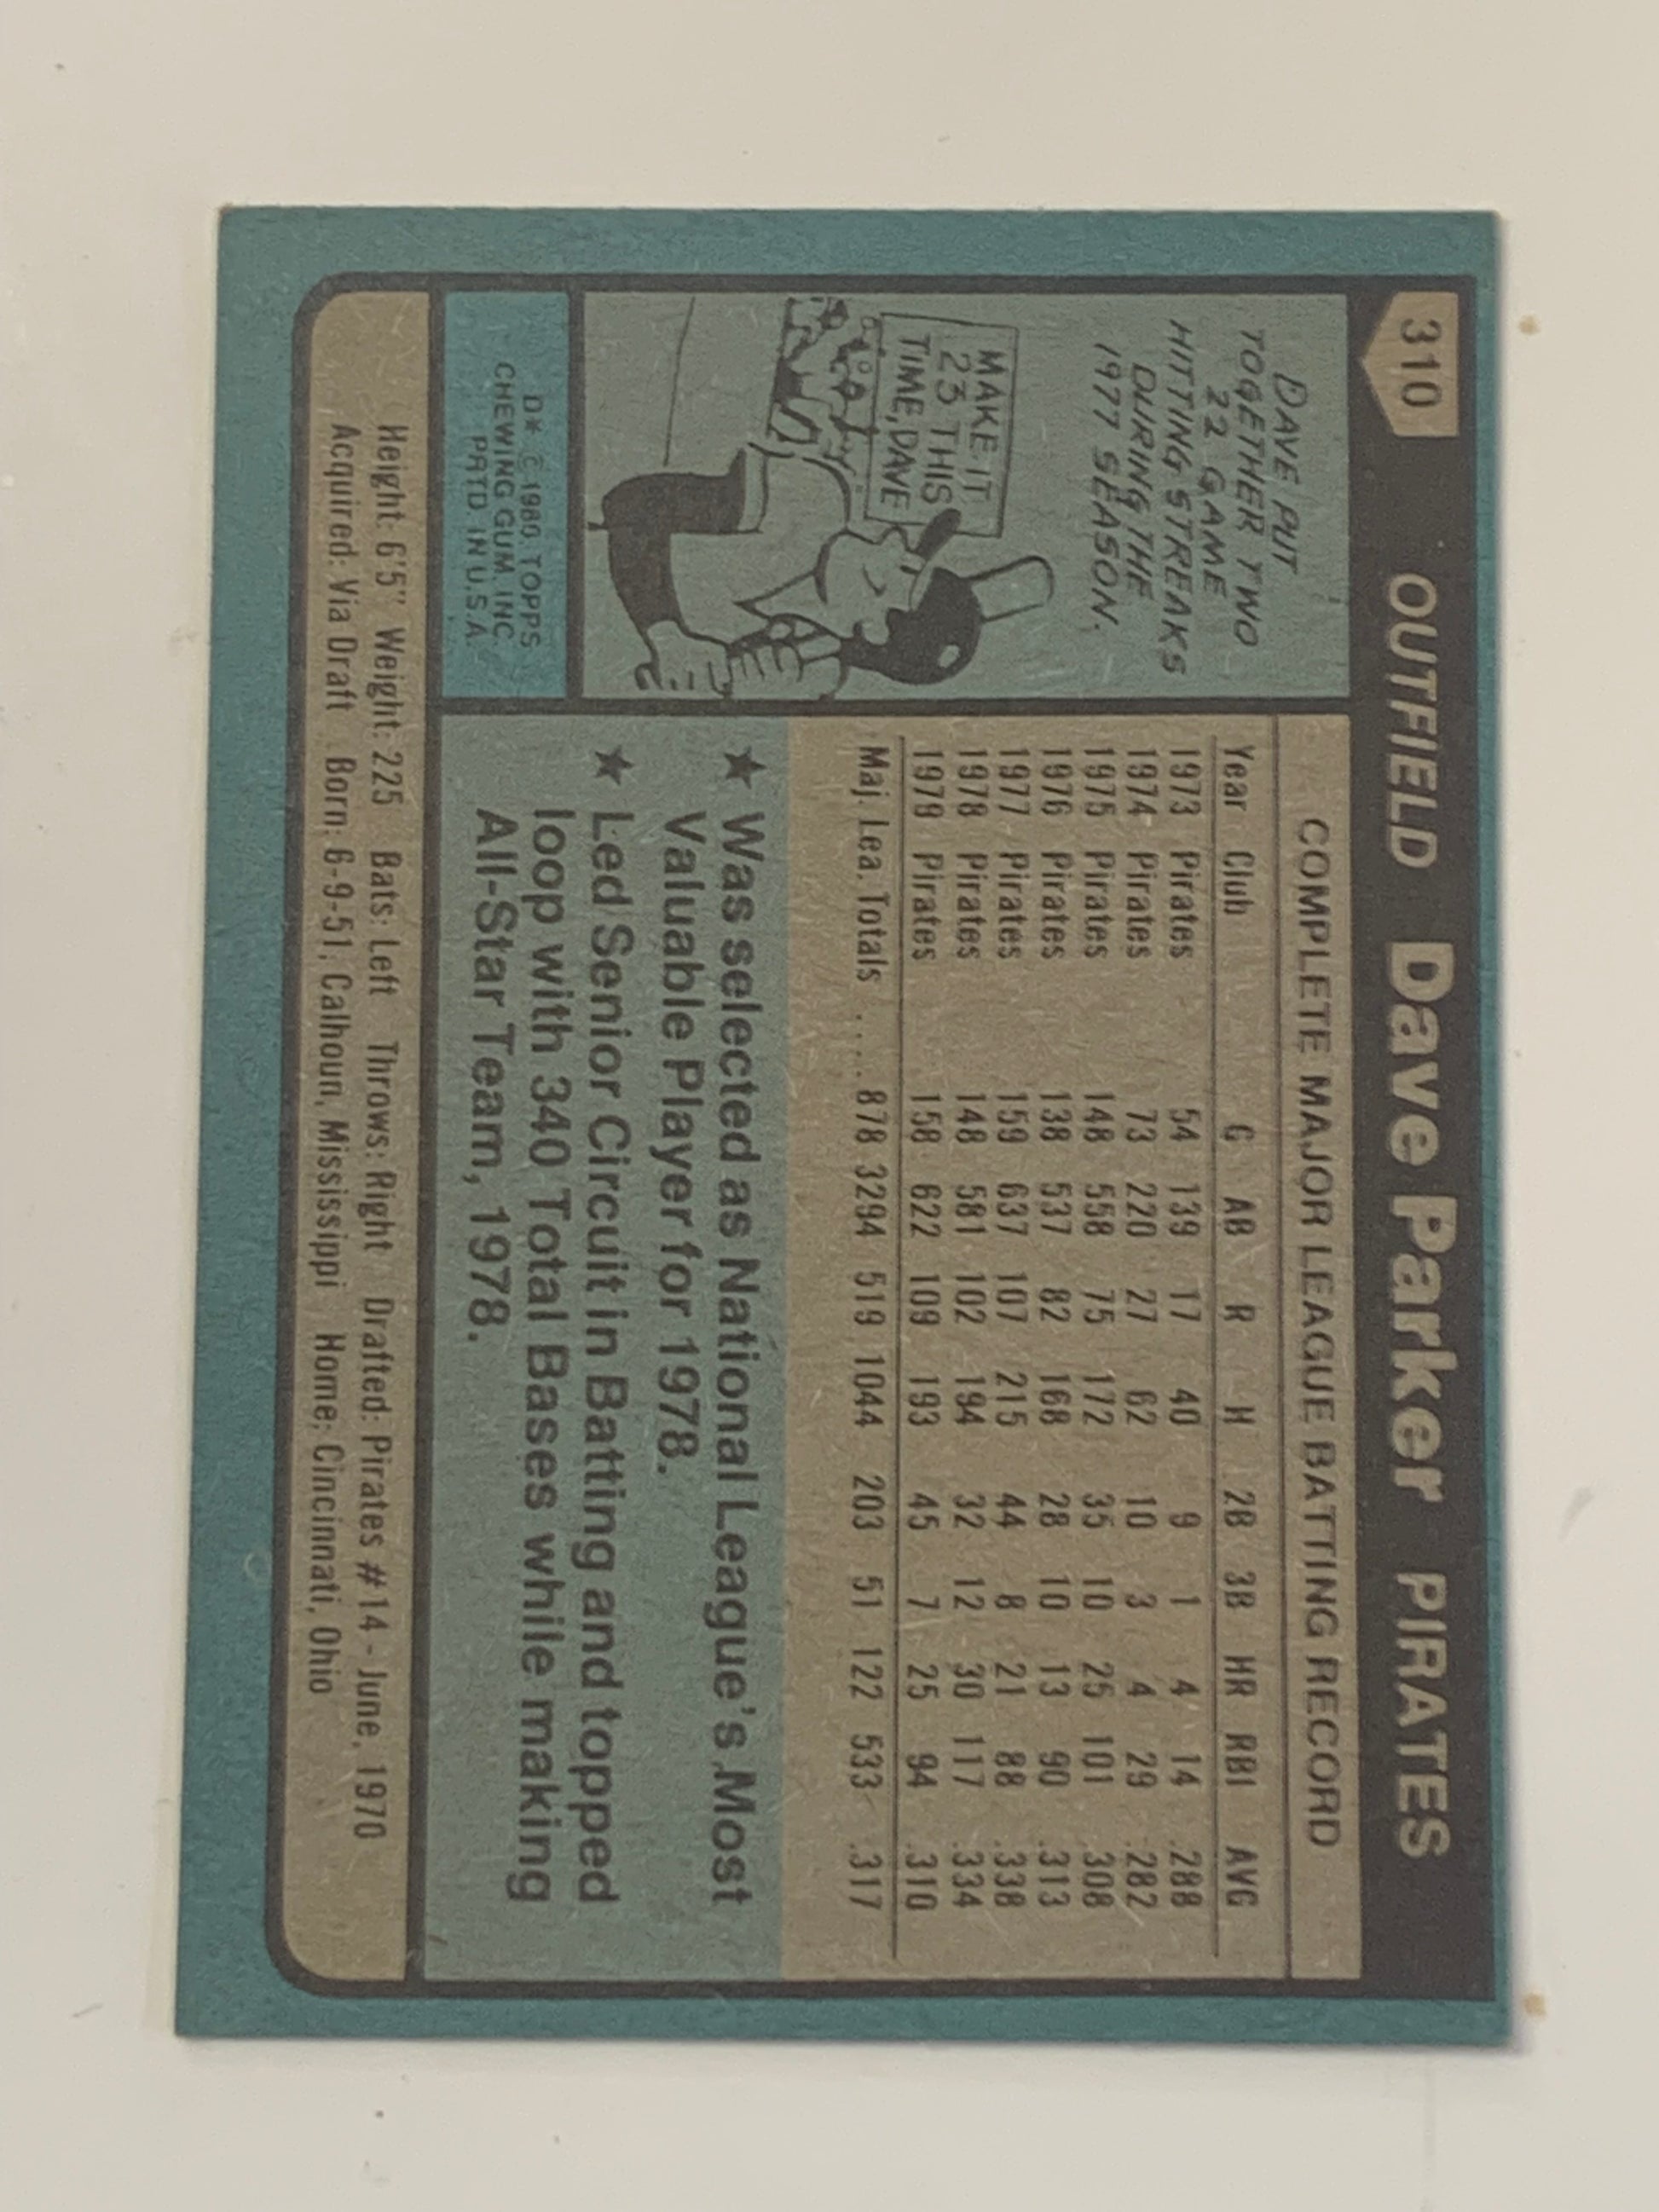 310 OUTFIELD Dave Parker PIRATES
DAVE PUT
TOGETHER TWO
22 GAME
HITTING STREAKS
DURING THE
1977 SEASON.
MAKE IT
23 THIS
TIME, DAVE
D* © 1980 TOPPS
CHEWING GUM, INC.
PRTD. IN U.S.A.
COMPLETE MAJOR LEAGUE BATTING RECORD
Year Club G AB R H 2B 3B HR RBI AVG
1973 Pirates 54 139 17 40 9 1 4 14 .288
1974 Pirates 73 220 27 62 10 3 4 29 .282
1975 Pirates 148 558 75 172 35 10 25 101 .308
1976 Pirates 138 537 82 168 28 10 13 90 .313
1977 Pirates 159 637 107 215 44 8 21 88 .338
1978 Pirates 148 581 102 194 32 12 30 117 .334
1979 Pirates 158 622 109 193 45 7 25 94 .310
Maj. Lea. Totals .... 878 3294 519 1044 203 51 122 533 .317
★ Was selected as National League's Most
Valuable Player for 1978.
★ Led Senior Circuit in Batting and topped
loop with 340 Total Bases while making
All-Star Team, 1978.
Height: 6'5" Weight: 225 Bats: Left Throws: Right Drafted: Pirates #14 - June, 1970
Acquired: Via Draft Born: 6-9-51, Calhoun, Mississippi Home: Cincinnati, Ohio